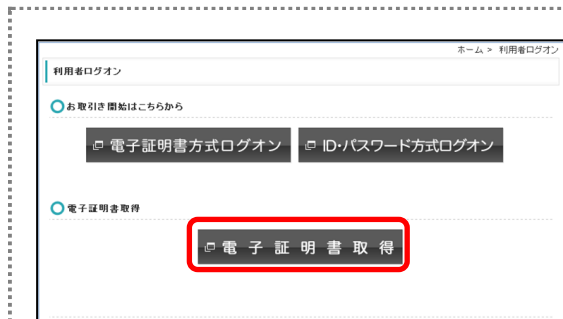 ホーム > 利用者ログオン
利用者ログオン
お取引き開始はこちらから
電子証明書方式ログオン ID・パスワード方式ログオン
電子証明書取得
電子証明書取得